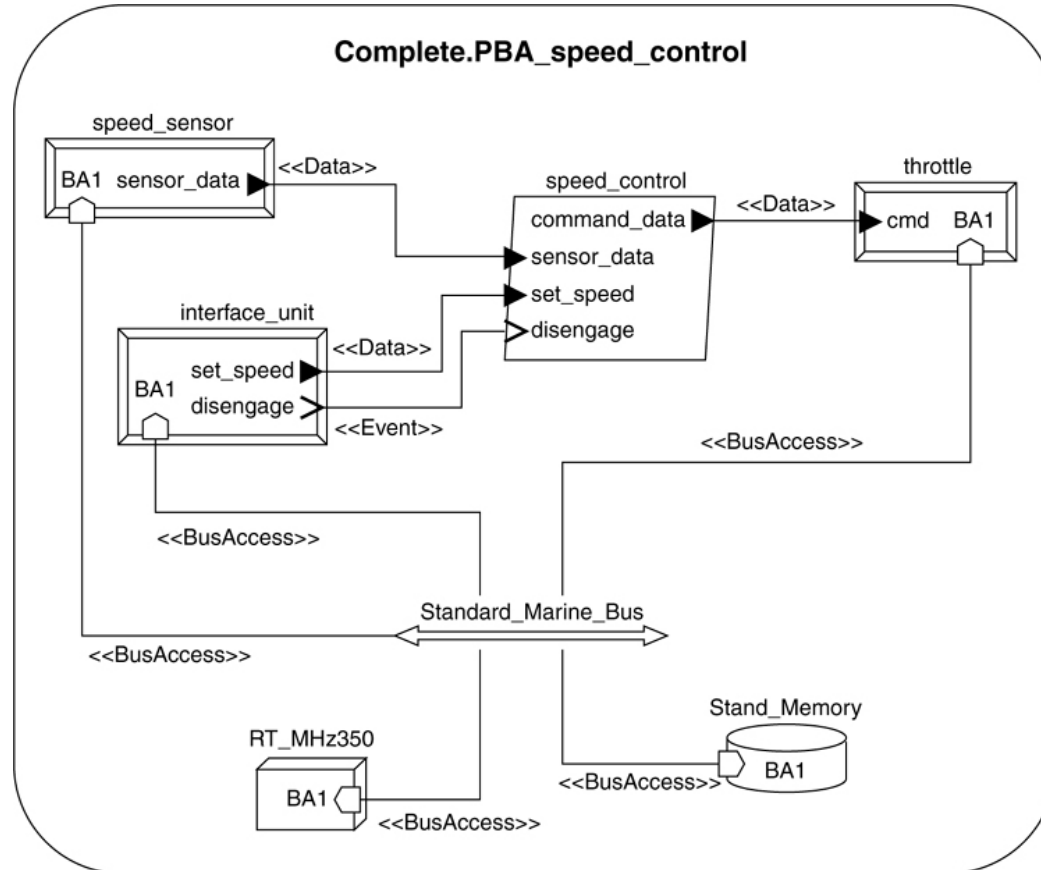 Complete.PBA_speed_control
speed_sensor
BA1 sensor_data
<<Data>>
speed_control
command_data
sensor_data
set_speed
disengage
<<Data>>
throttle
cmd BA1
interface_unit
set_speed
BA1
disengage
<<Data>>
<<Event>>
<<BusAccess>>
<<BusAccess>>
Standard_Marine_Bus
<<BusAccess>>
Stand_Memory
BA1
<<BusAccess>>
RT_MHz350
BA1
<<BusAccess>>